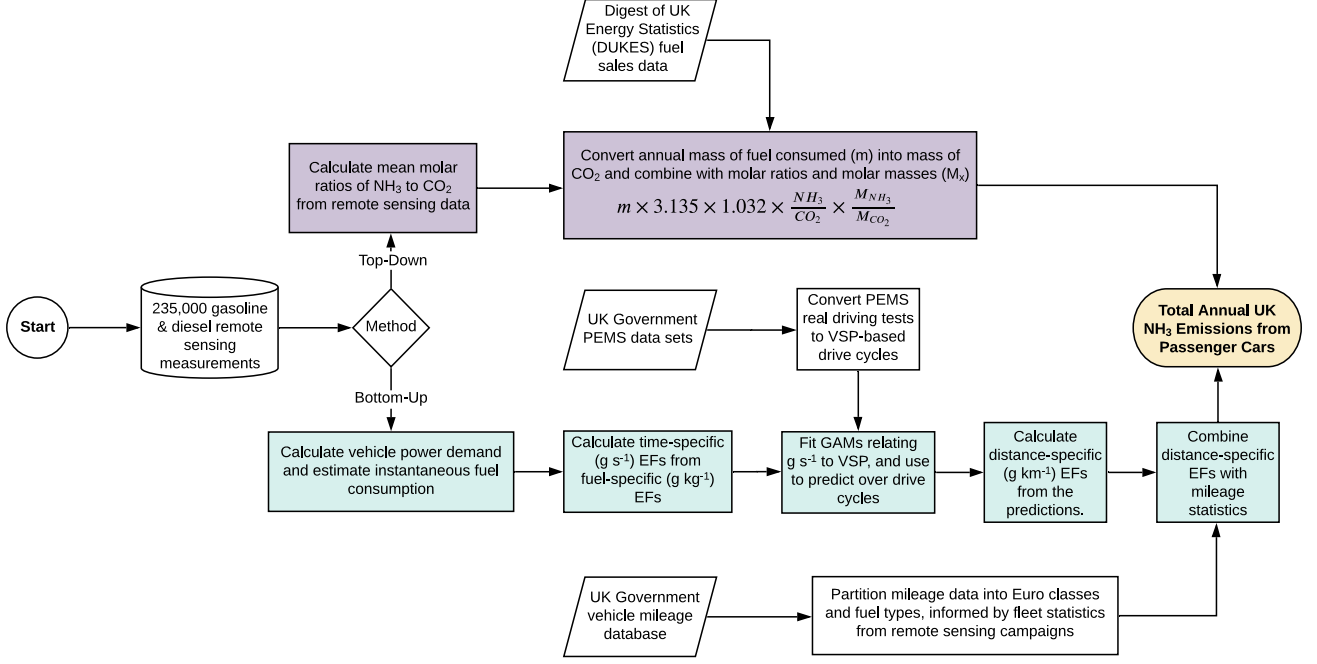 Digest of UK
Energy Statistics
(DUKES) fuel
sales data
Calculate mean molar
ratios of NH₃ to CO₂
from remote sensing data
Convert annual mass of fuel consumed (m) into mass of
CO₂ and combine with molar ratios and molar masses (Mₓ)
m × 3.135 × 1.032 × NH₃/CO₂ × M_NH₃/M_CO₂
Top-Down
Start
235,000 gasoline
& diesel remote
sensing
measurements
Method
UK Government
PEMS data sets
Convert PEMS
real driving tests
to VSP-based
drive cycles
Total Annual UK
NH₃ Emissions from
Passenger Cars
Bottom-Up
Calculate vehicle power demand
and estimate instantaneous fuel
consumption
Calculate time-specific
(g s⁻¹) EFs from
fuel-specific (g kg⁻¹)
EFs
Fit GAMs relating
g s⁻¹ to VSP, and use
to predict over drive
cycles
Calculate
distance-specific
(g km⁻¹) EFs
from the
predictions.
Combine
distance-specific
EFs with
mileage
statistics
UK Government
vehicle mileage
database
Partition mileage data into Euro classes
and fuel types, informed by fleet statistics
from remote sensing campaigns